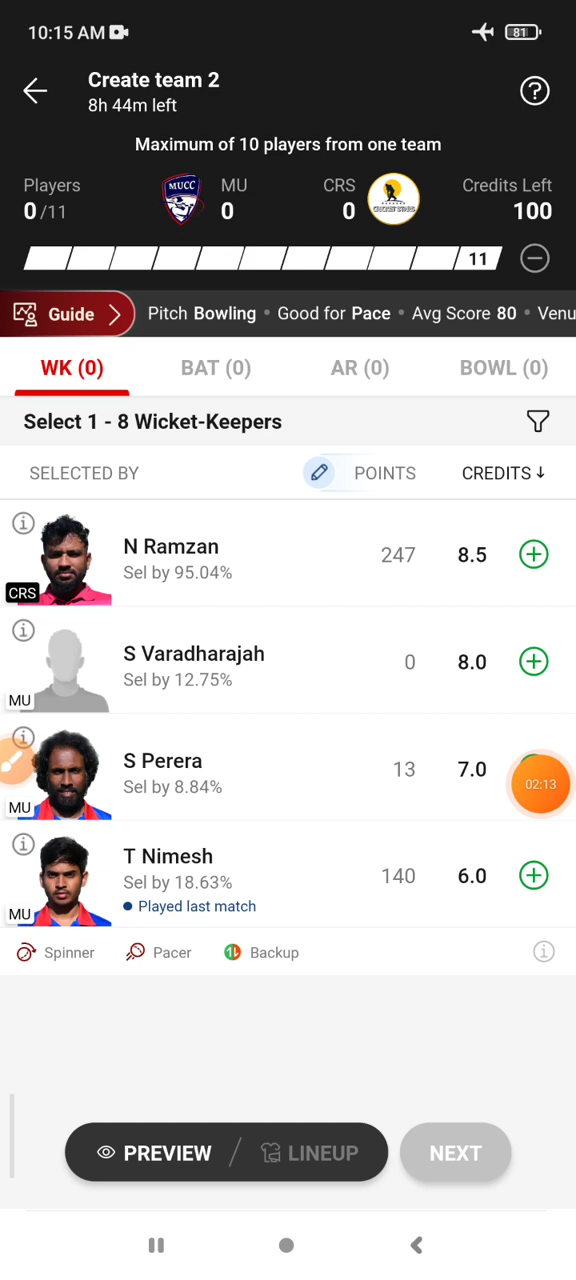 10:15 AM
81
Create team 2
8h 44m left
Maximum of 10 players from one team
Players
0/11
MUCC
MU
0
CRS
0
CRICKET STARS
Credits Left
100
11
Guide
Pitch Bowling • Good for Pace • Avg Score 80 • Venu
WK (0)
BAT (0)
AR (0)
BOWL (0)
Select 1 - 8 Wicket-Keepers
SELECTED BY
POINTS
CREDITS ↓
N Ramzan
Sel by 95.04%
247
8.5
CRS
S Varadharajah
Sel by 12.75%
0
8.0
MU
S Perera
Sel by 8.84%
13
7.0
02:13
MU
T Nimesh
Sel by 18.63%
• Played last match
140
6.0
MU
Spinner
Pacer
Backup
PREVIEW
LINEUP
NEXT